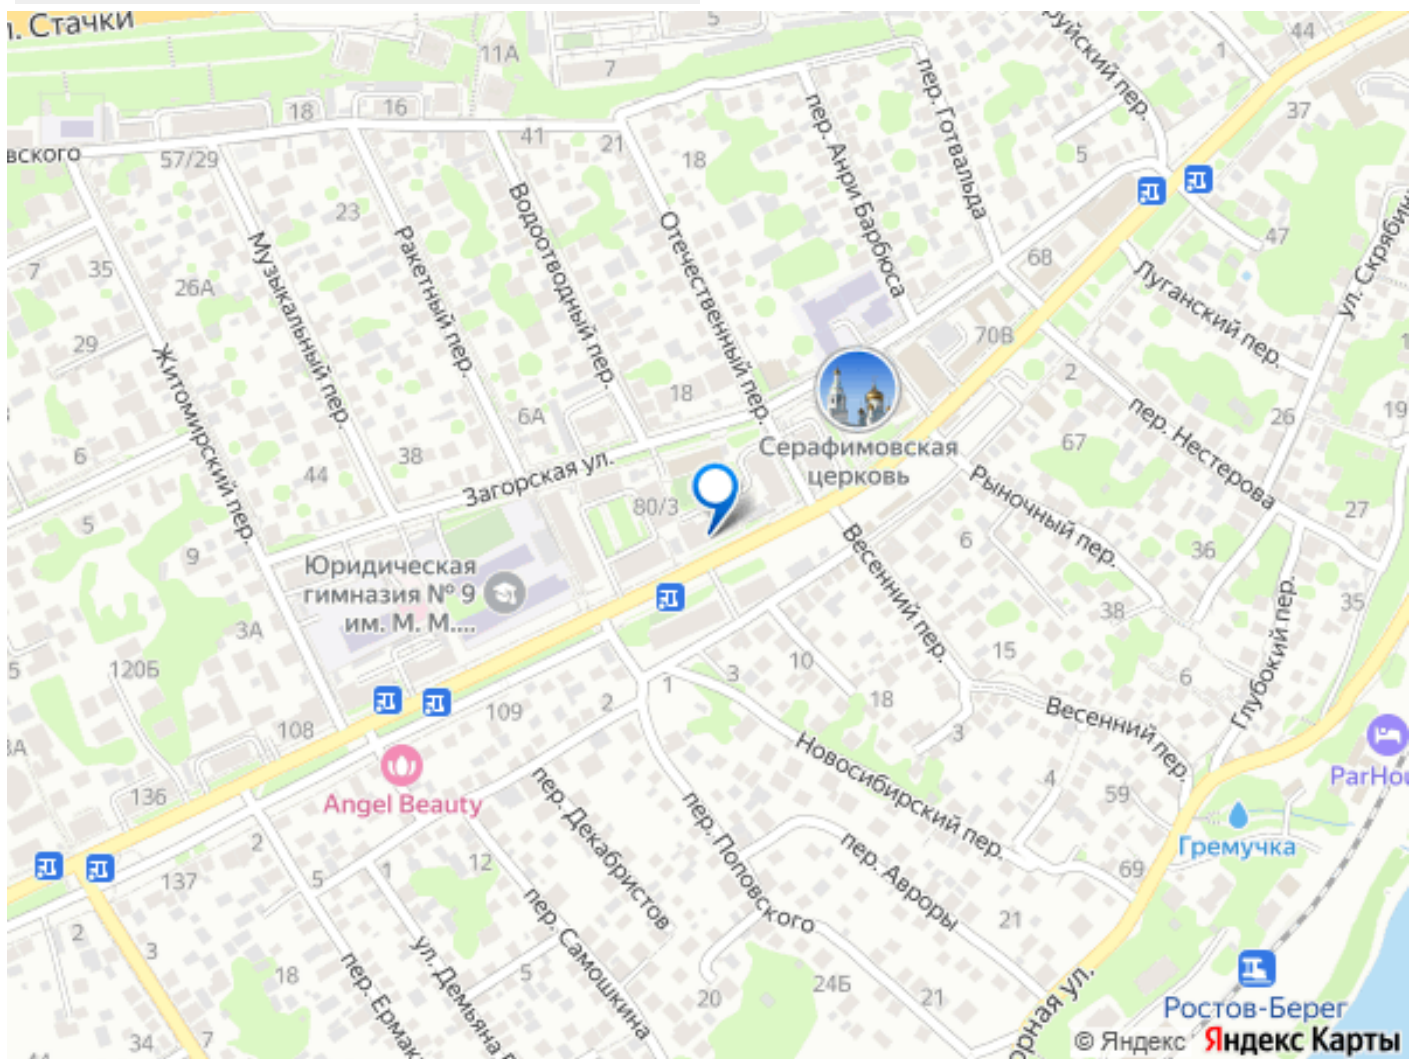 л. Стачки
5
44
руйский пер.
1
11А
7
пер. Готвальда
18
16
пер. Анри Барбюса
37
вского
57/29
41
21
18
5
Водоотводный пер.
Отечественный пер.
23
Ракетный пер.
Музыкальный пер.
47
ул. Скрябин
7
35
26А
68
Луганский пер.
29
Житомирский пер.
70В
2
18
6А
пер. Нестерова
26
19
Серафимовская
церковь
67
6
44
38
Загорская ул.
80/3
Рыночный пер.
27
5
9
Весенний пер.
6
36
Юридическая
гимназия № 9
им. М. М....
Глубокий пер.
38
35
3А
15
5
120Б
3
10
6
1
18
2
109
Весенний пер.
108
3
3А
Новосибирский пер.
ParHou
4
59
136
Angel Beauty
пер. Декабристов
пер. Поповского
Гремучка
2
12
пер. Авроры
69
137
5
1
пер. Самошкина
21
2
3
ул. Демьяна
18
пер. Ермак
5
20
24Б
21
орная ул.
Ростов-Берег
34
7
© Яндекс Яндекс Карты